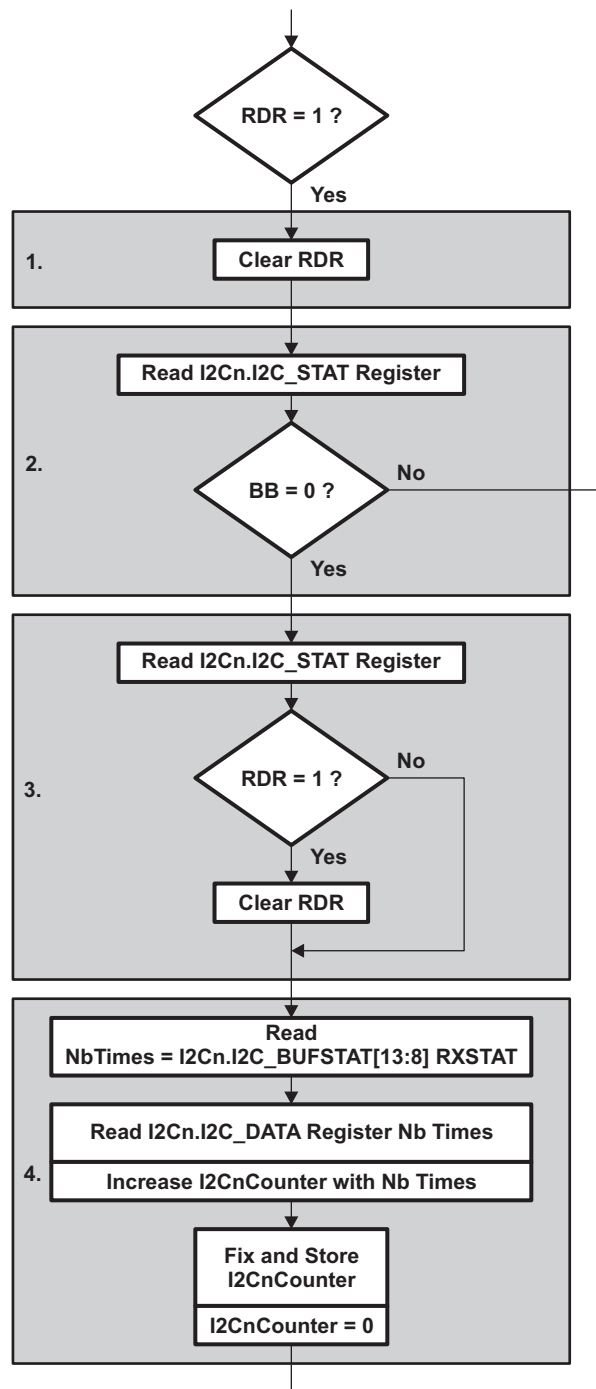 RDR = 1 ?
Yes
1.
Clear RDR
Read I2Cn.I2C_STAT Register
2.
BB = 0 ?
No
Yes
Read I2Cn.I2C_STAT Register
3.
RDR = 1 ?
No
Yes
Clear RDR
Read
NbTimes = I2Cn.I2C_BUFSTAT[13:8] RXSTAT
Read I2Cn.I2C_DATA Register Nb Times
4.
Increase I2CnCounter with Nb Times
Fix and Store
I2CnCounter
I2CnCounter = 0